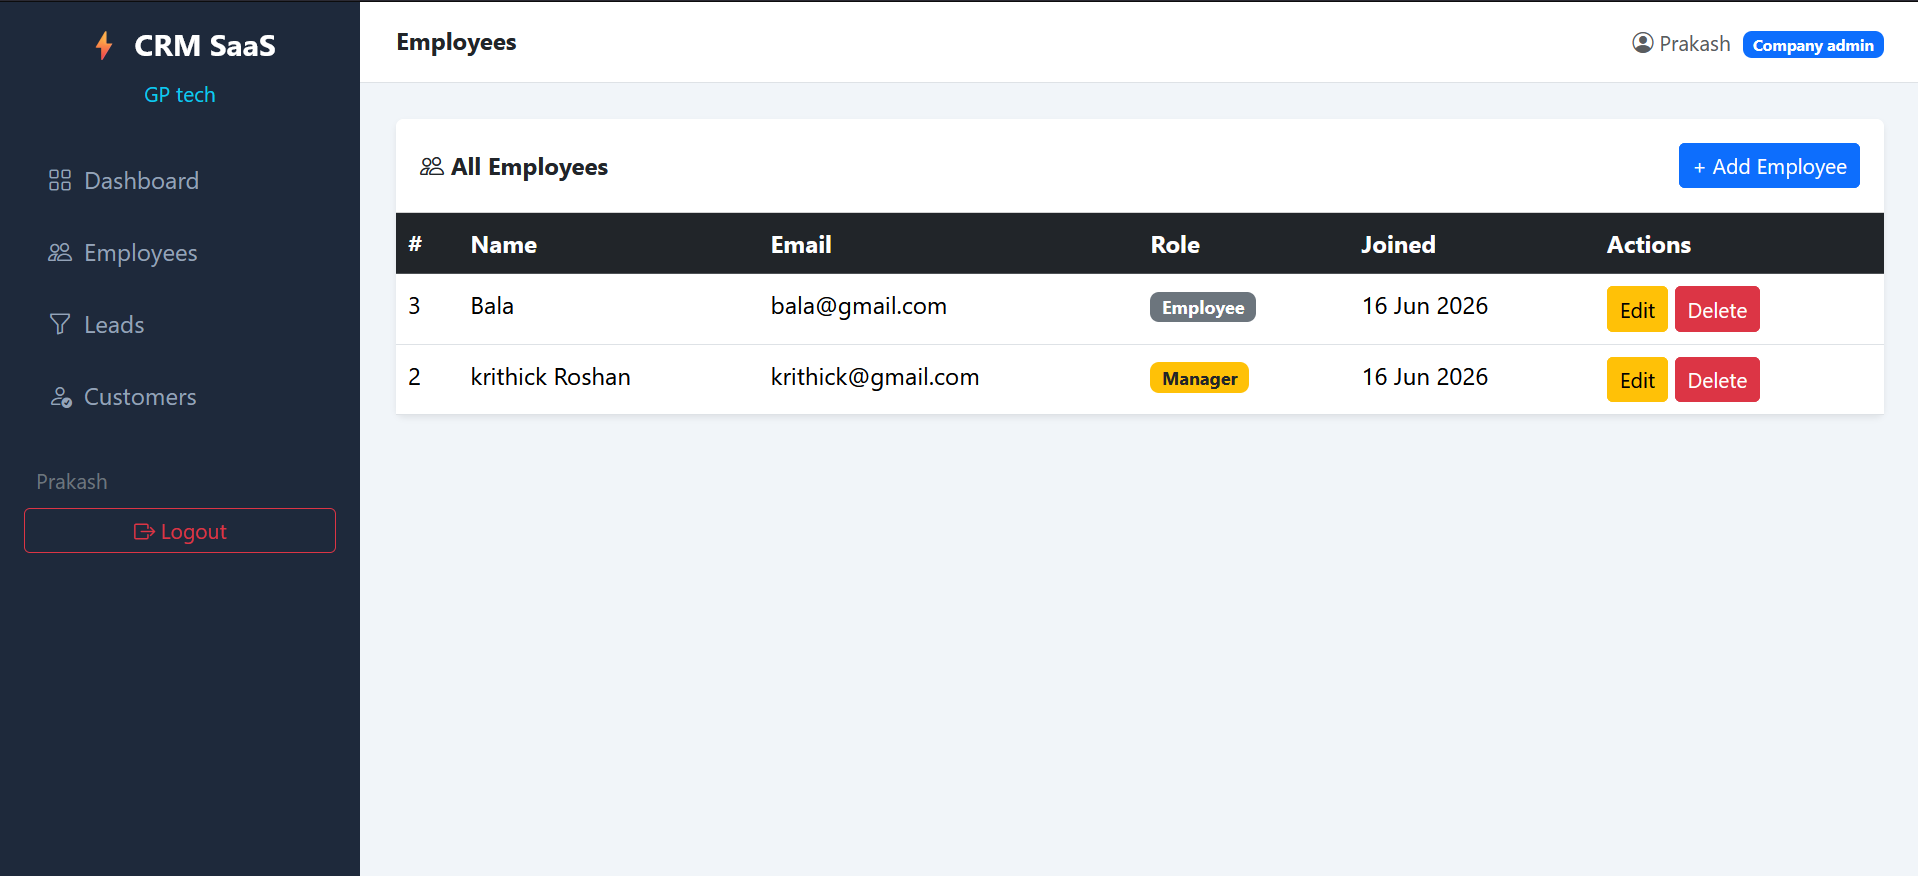 CRM SaaS
GP tech
Dashboard
Employees
Leads
Customers
Prakash
Logout
Employees
Prakash Company admin
All Employees
+ Add Employee
# Name Email Role Joined Actions
3 Bala bala@gmail.com Employee 16 Jun 2026 Edit Delete
2 krithick Roshan krithick@gmail.com Manager 16 Jun 2026 Edit Delete